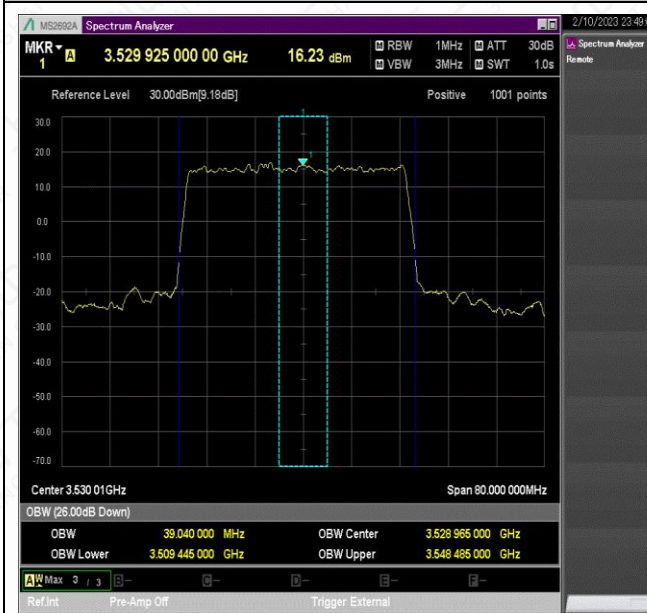 MS2692A Spectrum Analyzer
2/10/2023 23:49:
MKR 1 A 3.529 925 000 00 GHz 16.23 dBm
M RBW 1MHz M ATT 30dB
M VBW 3MHz M SWT 1.0s
Spectrum Analyzer
Remote
Reference Level 30.00dBm[9.18dB] Positive 1001 points
30.0
20.0
10.0
0.0
-10.0
-20.0
-30.0
-40.0
-50.0
-60.0
-70.0
1
1
Center 3.530 01GHz Span 80.000 000MHz
OBW (26.00dB Down)
OBW 39.040 000 MHz OBW Center 3.528 965 000 GHz
OBW Lower 3.509 445 000 GHz OBW Upper 3.548 485 000 GHz
A W Max 3 / 3 B- C- D- E- F-
Ref.Int Pre-Amp Off Trigger External